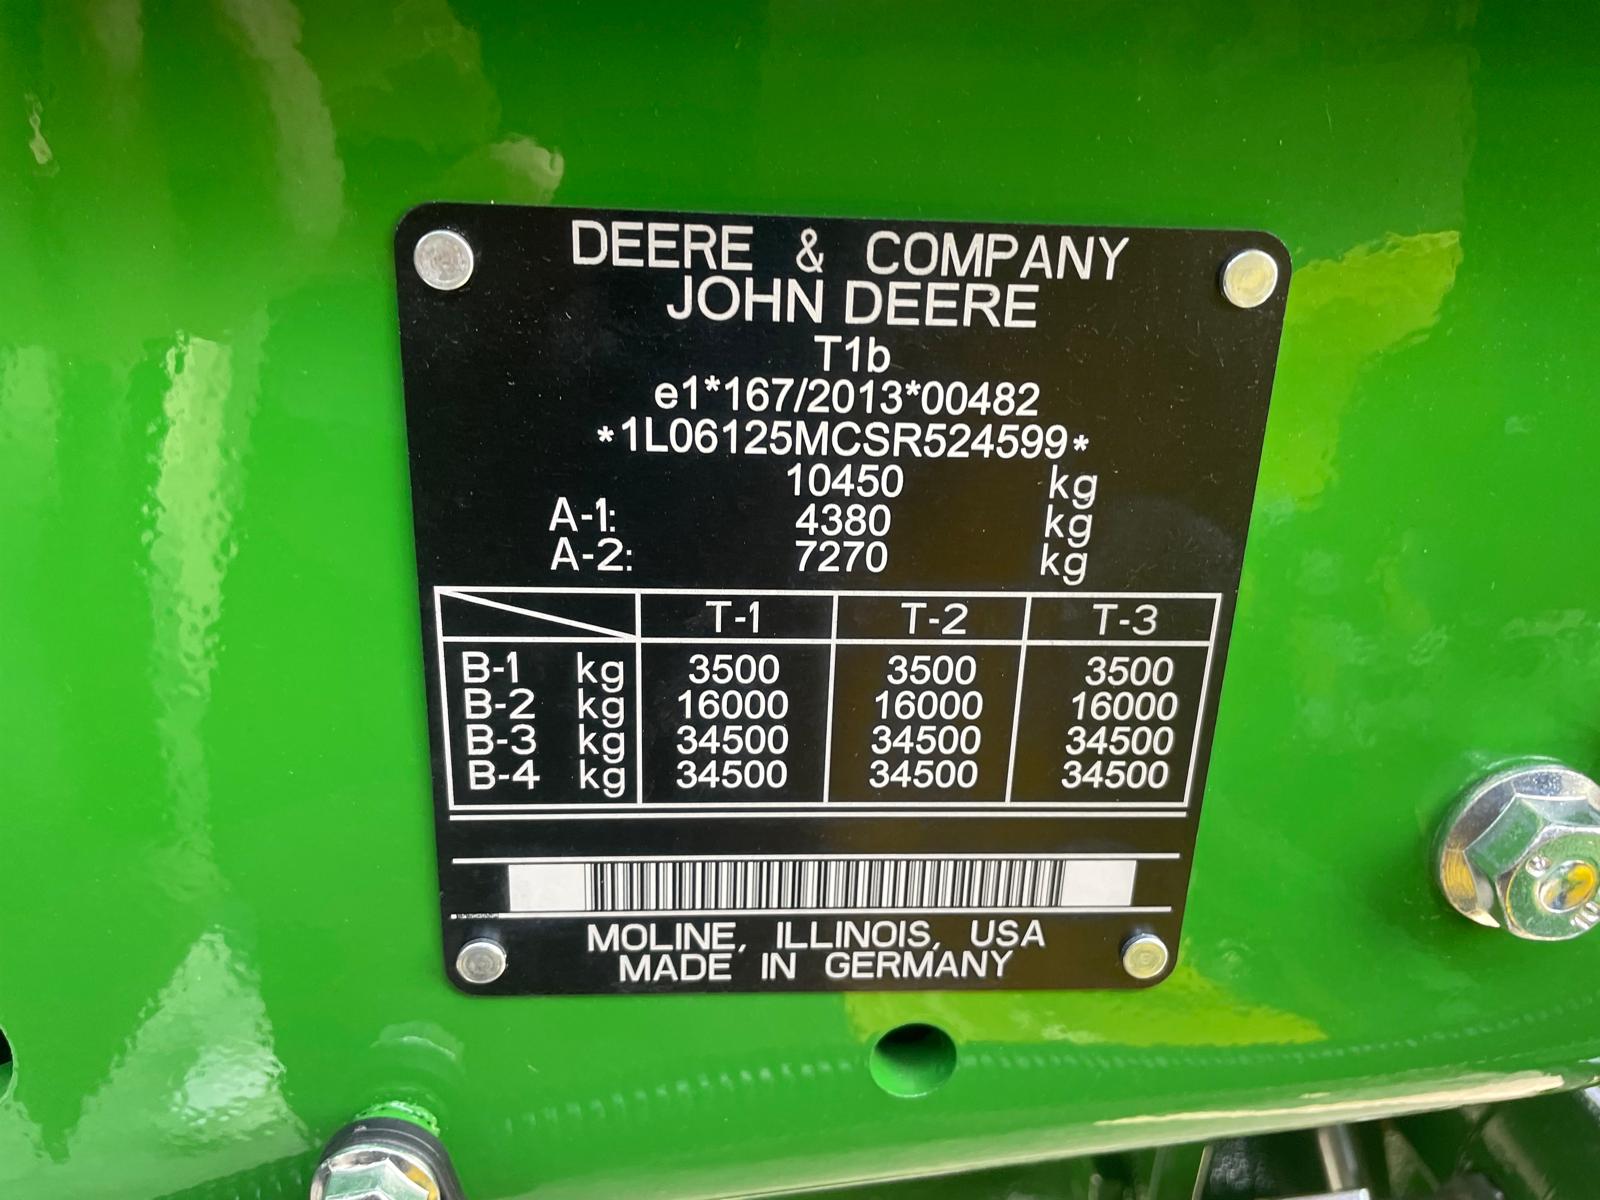 DEERE & COMPANY
JOHN DEERE
T1b
e1*167/2013*00482
*1L06125MCSR524599*
10450 kg
A-1: 4380 kg
A-2: 7270 kg
T-1 T-2 T-3
B-1 kg 3500 3500 3500
B-2 kg 16000 16000 16000
B-3 kg 34500 34500 34500
B-4 kg 34500 34500 34500
MOLINE, ILLINOIS, USA
MADE IN GERMANY